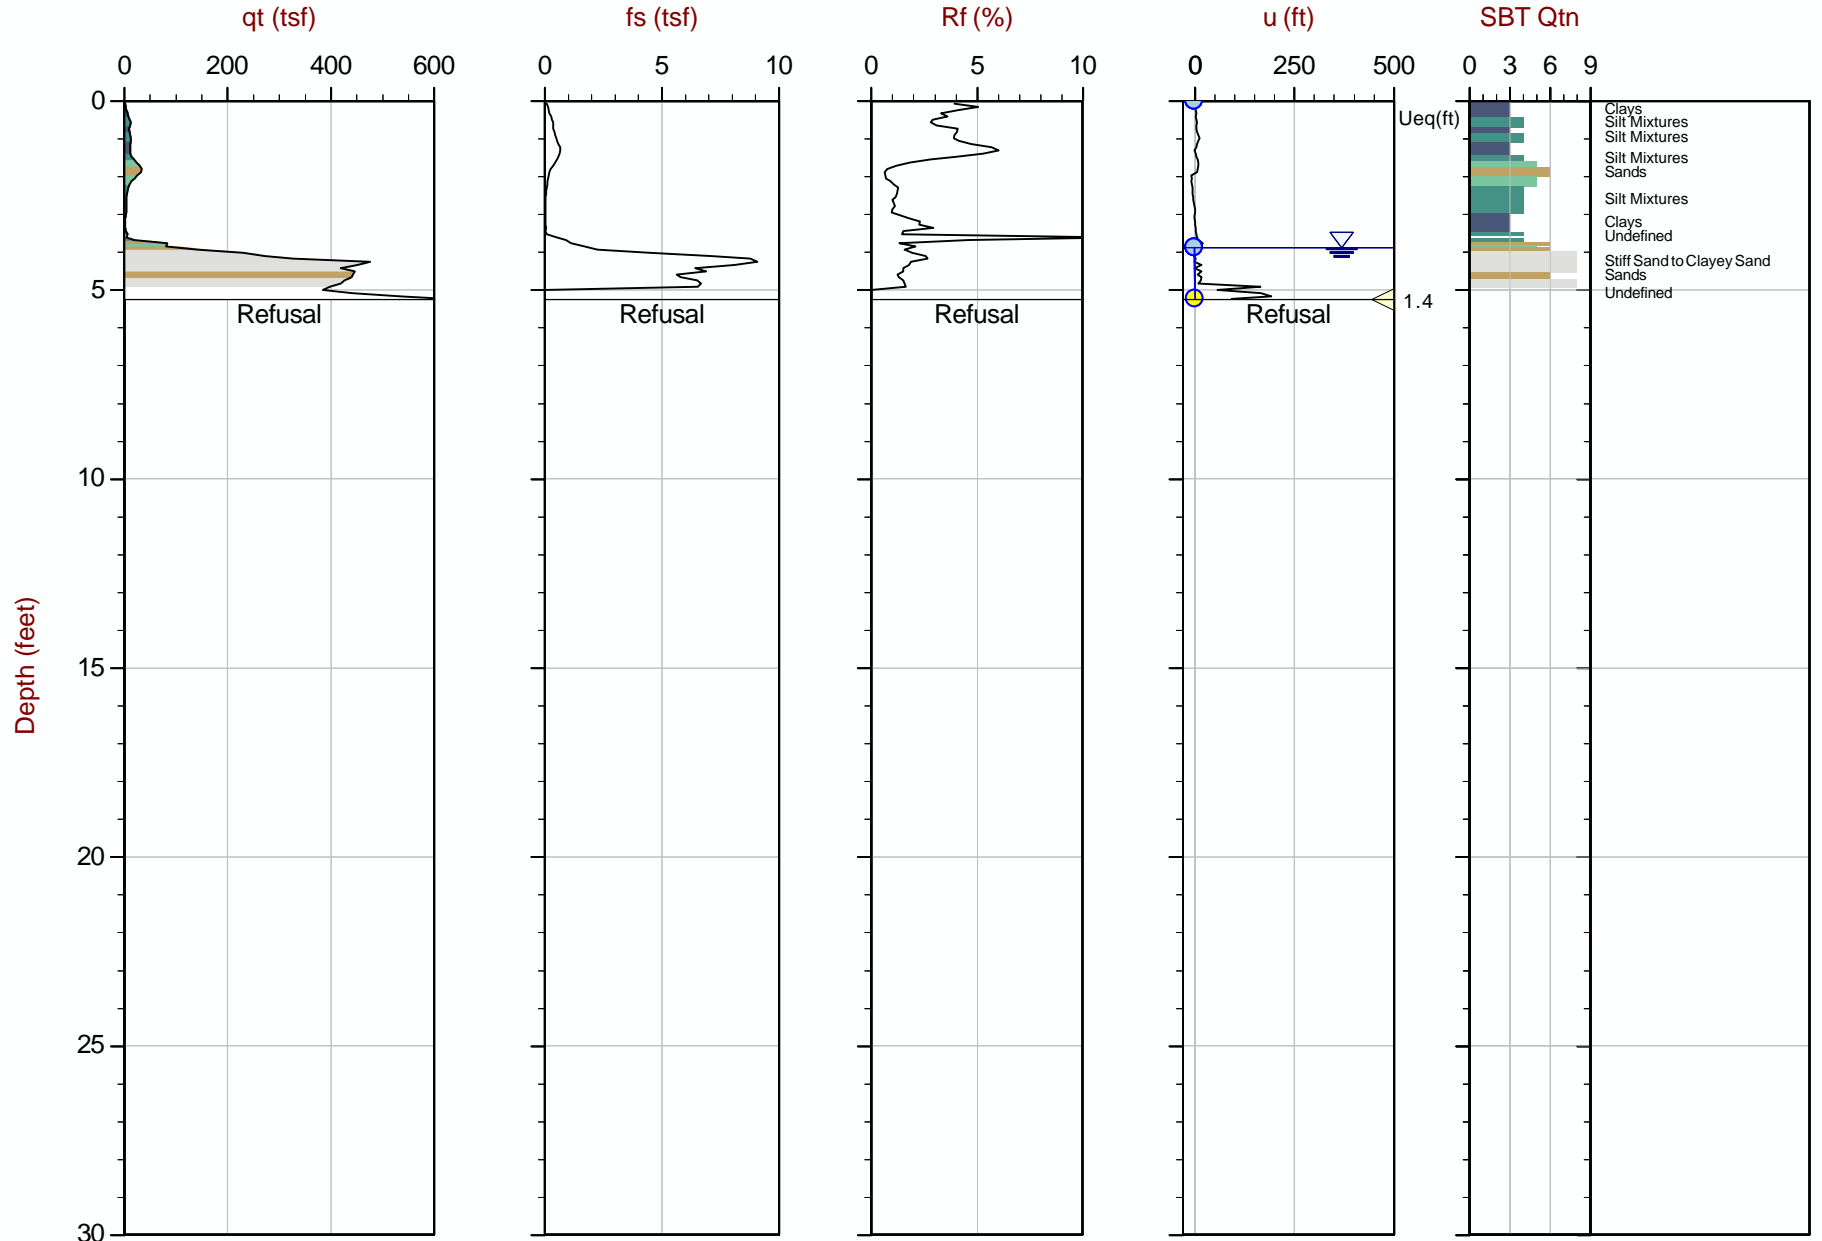 qt (tsf) fs (tsf) Rf (%) u (ft) SBT Qtn
0 200 400 600 0 5 10 0 5 10 0 250 500 0 3 6 9
0
5
10
15
20
25
30
Depth (feet)
Refusal Refusal Refusal Refusal
Ueq(ft)
1.4
Clays
Silt Mixtures
Silt Mixtures
Silt Mixtures
Sands
Silt Mixtures
Clays
Undefined
Stiff Sand to Clayey Sand
Sands
Undefined